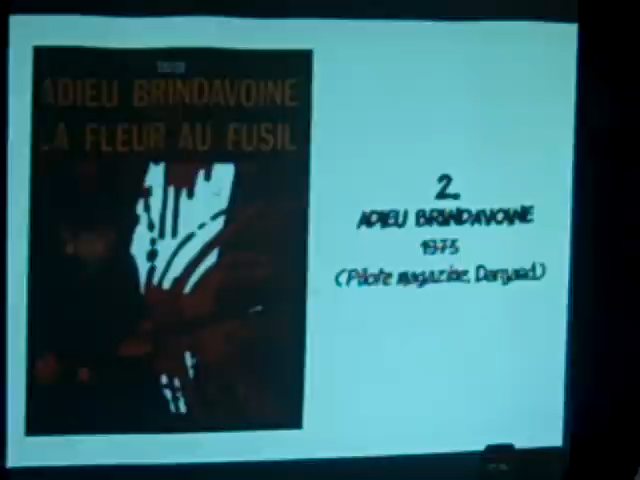 ADIEU BRINDAVOINE
LA FLEUR AU FUSIL
2.
ADIEU BRINDAVOINE
1973
(Pilote magazine, Dargaud)